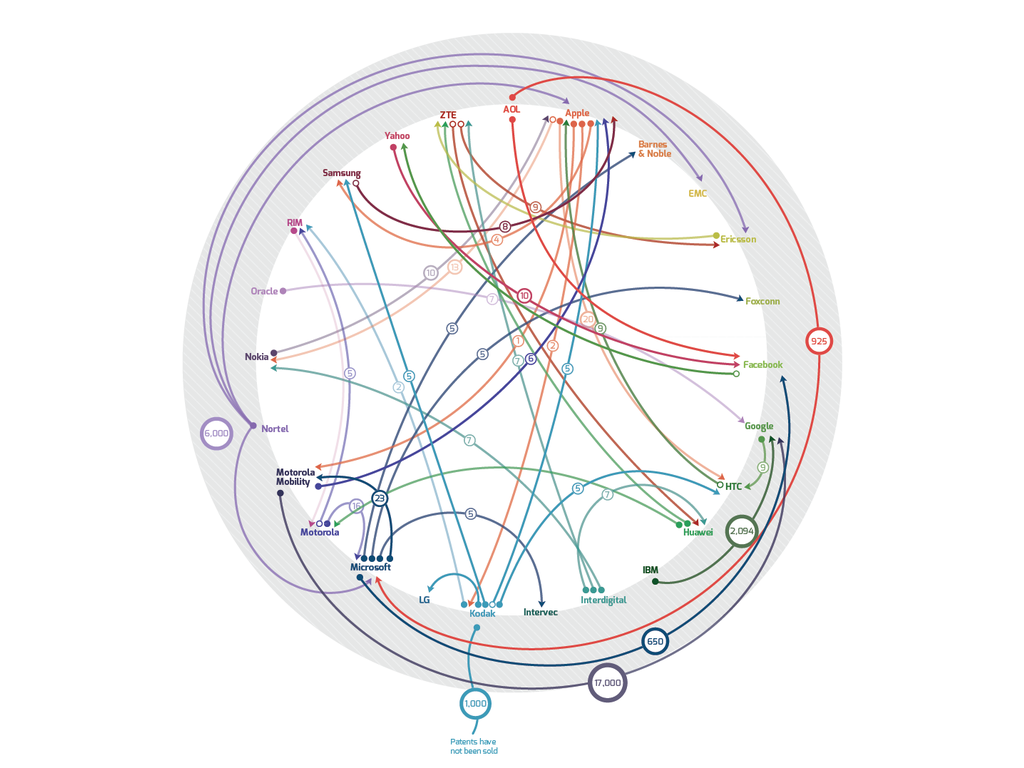 AOL
ZTE
Apple
Yahoo
Barnes
& Noble
Samsung
EMC
9
RIM
8
Ericsson
4
10
13
Oracle
7
10
Foxconn
20
9
5
925
1
6
2
Nokia
5
7
5
Facebook
5
5
2
6,000
Nortel
Google
7
Motorola
Mobility
9
HTC
23
5
7
16
5
2,094
Motorola
Huawei
Microsoft
IBM
LG
Kodak
Intervec
Interdigital
650
17,000
1,000
Patents have
not been sold